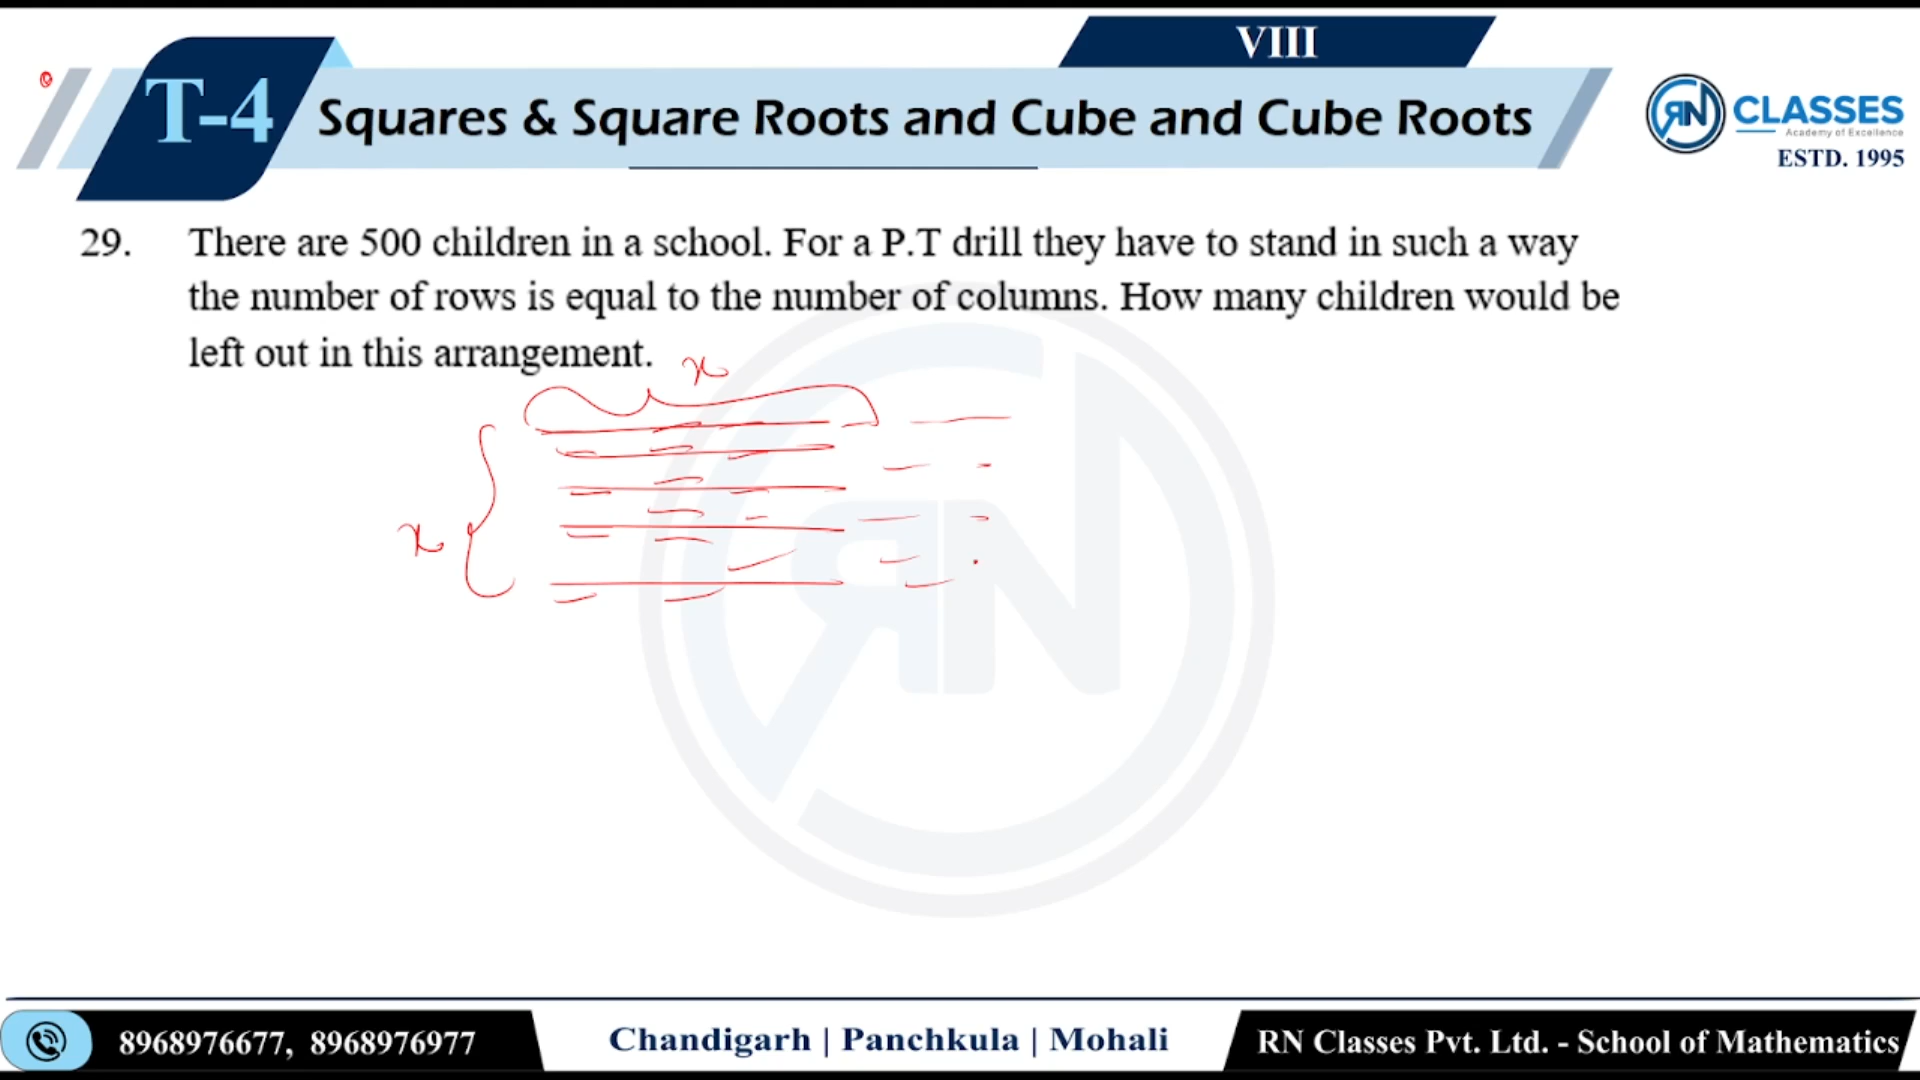 VIII
T-4 Squares & Square Roots and Cube and Cube Roots
RN CLASSES
Academy of Excellence
ESTD. 1995
29. There are 500 children in a school. For a P.T drill they have to stand in such a way
the number of rows is equal to the number of columns. How many children would be
left out in this arrangement.
x
x
RN
8968976677, 8968976977
Chandigarh | Panchkula | Mohali
RN Classes Pvt. Ltd. - School of Mathematics